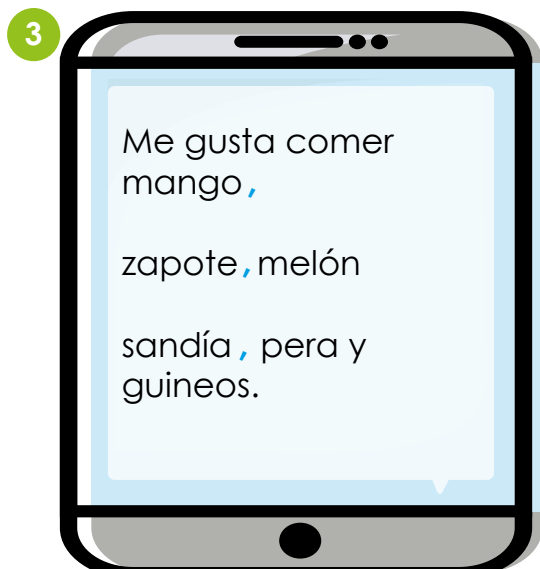 3
Me gusta comer
mango,
zapote, melón
sandía, pera y
guineos.